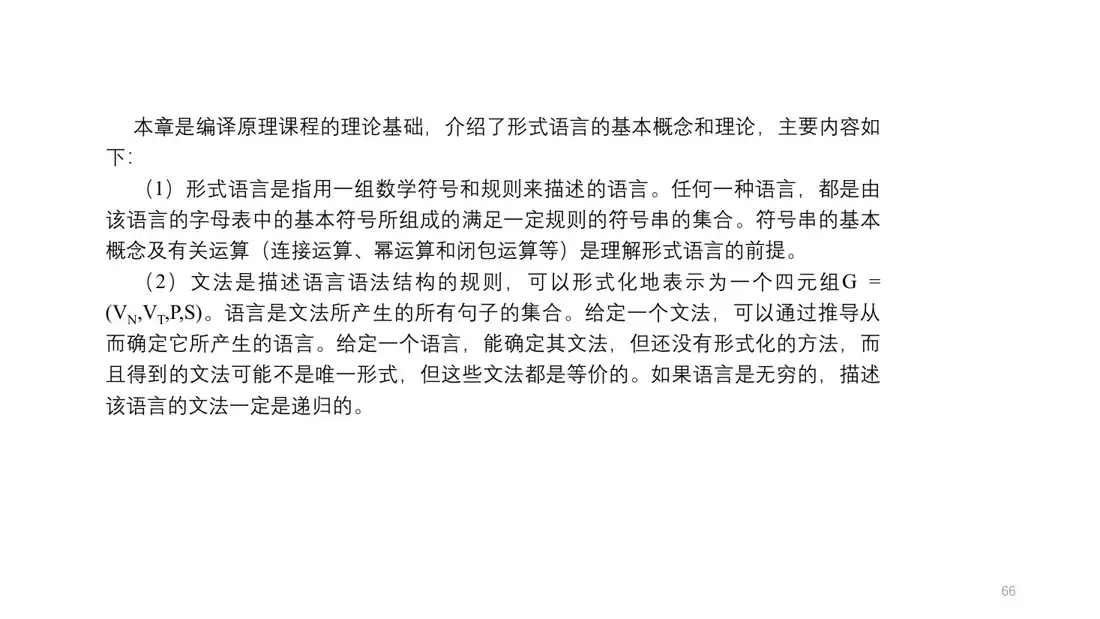 本章是编译原理课程的理论基础，介绍了形式语言的基本概念和理论，主要内容如
下：
（1）形式语言是指用一组数学符号和规则来描述的语言。任何一种语言，都是由
该语言的字母表中的基本符号所组成的满足一定规则的符号串的集合。符号串的基本
概念及有关运算（连接运算、幂运算和闭包运算等）是理解形式语言的前提。
（2）文法是描述语言语法结构的规则，可以形式化地表示为一个四元组G =
(VN,VT,P,S)。语言是文法所产生的所有句子的集合。给定一个文法，可以通过推导从
而确定它所产生的语言。给定一个语言，能确定其文法，但还没有形式化的方法，而
且得到的文法可能不是唯一形式，但这些文法都是等价的。如果语言是无穷的，描述
该语言的文法一定是递归的。
66